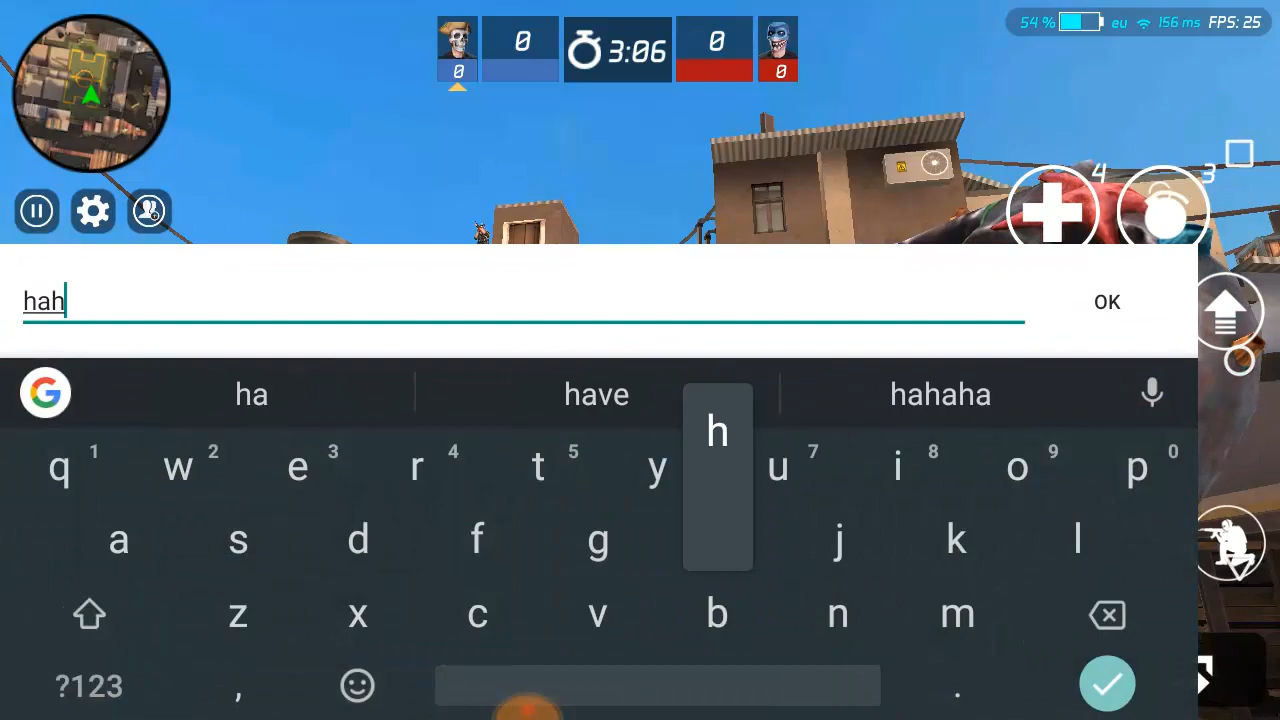 54 % eu 156 ms FPS: 25
0 3:06 0
0 0
4 3
hah OK
ha have hahaha
q 1 w 2 e 3 r 4 t 5 y h u 7 i 8 o 9 p 0
a s d f g j k l
z x c v b n m
?123 , .